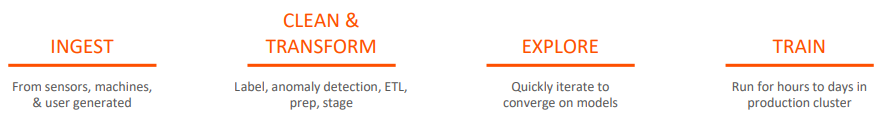 INGEST
From sensors, machines,
& user generated
CLEAN &
TRANSFORM
Label, anomaly detection, ETL,
prep, stage
EXPLORE
Quickly iterate to
converge on models
TRAIN
Run for hours to days in
production cluster